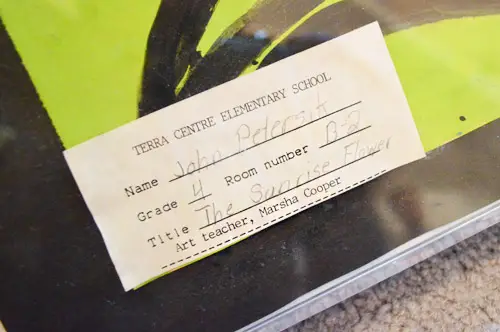 TERRA CENTRE ELEMENTARY SCHOOL
Name John Petersik
Grade 4 Room number B-2
Title The Sunrise Flower
Art teacher, Marsha Cooper